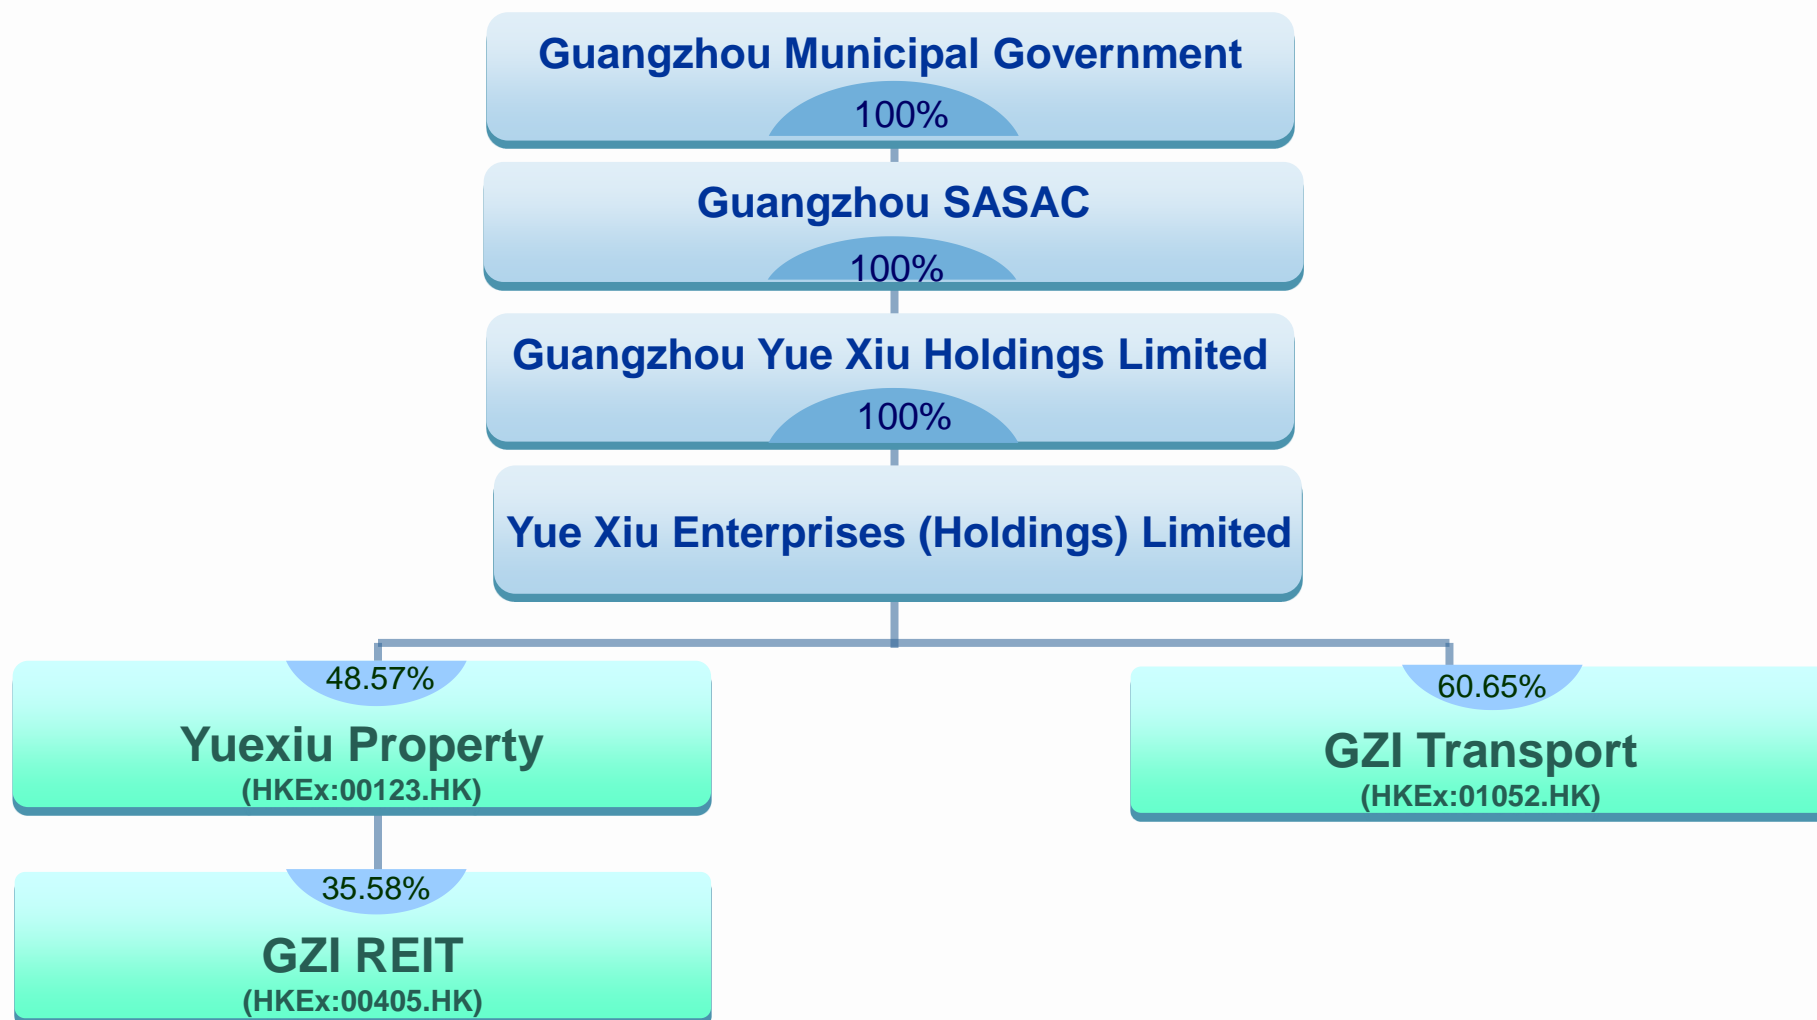 Guangzhou Municipal Government
100%
Guangzhou SASAC
100%
Guangzhou Yue Xiu Holdings Limited
100%
Yue Xiu Enterprises (Holdings) Limited
48.57%
Yuexiu Property
(HKEx:00123.HK)
60.65%
GZI Transport
(HKEx:01052.HK)
35.58%
GZI REIT
(HKEx:00405.HK)